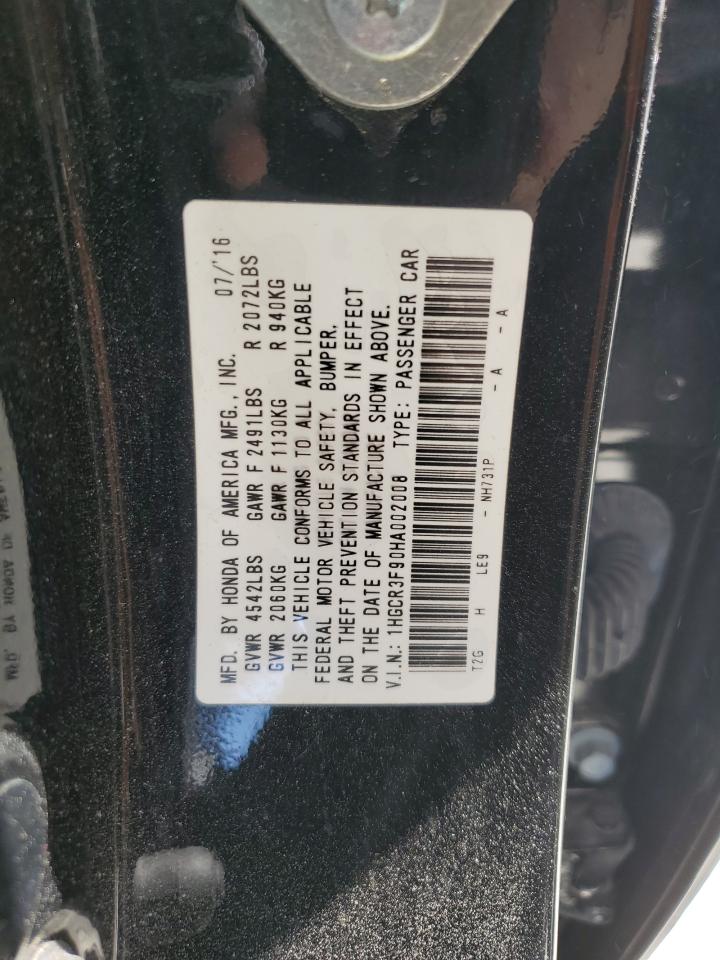 MFD. BY HONDA OF AMERICA MFG., INC. 07/'16
GVWR 4542LBS GAWR F 2491LBS R 2072LBS
GVWR 2060KG GAWR F 1130KG R 940KG
THIS VEHICLE CONFORMS TO ALL APPLICABLE
FEDERAL MOTOR VEHICLE SAFETY, BUMPER,
AND THEFT PREVENTION STANDARDS IN EFFECT
ON THE DATE OF MANUFACTURE SHOWN ABOVE.
V.I.N.: 1HGCR3F90HA002008 TYPE: PASSENGER CAR
T2G H LE9 - NH731P - A - A